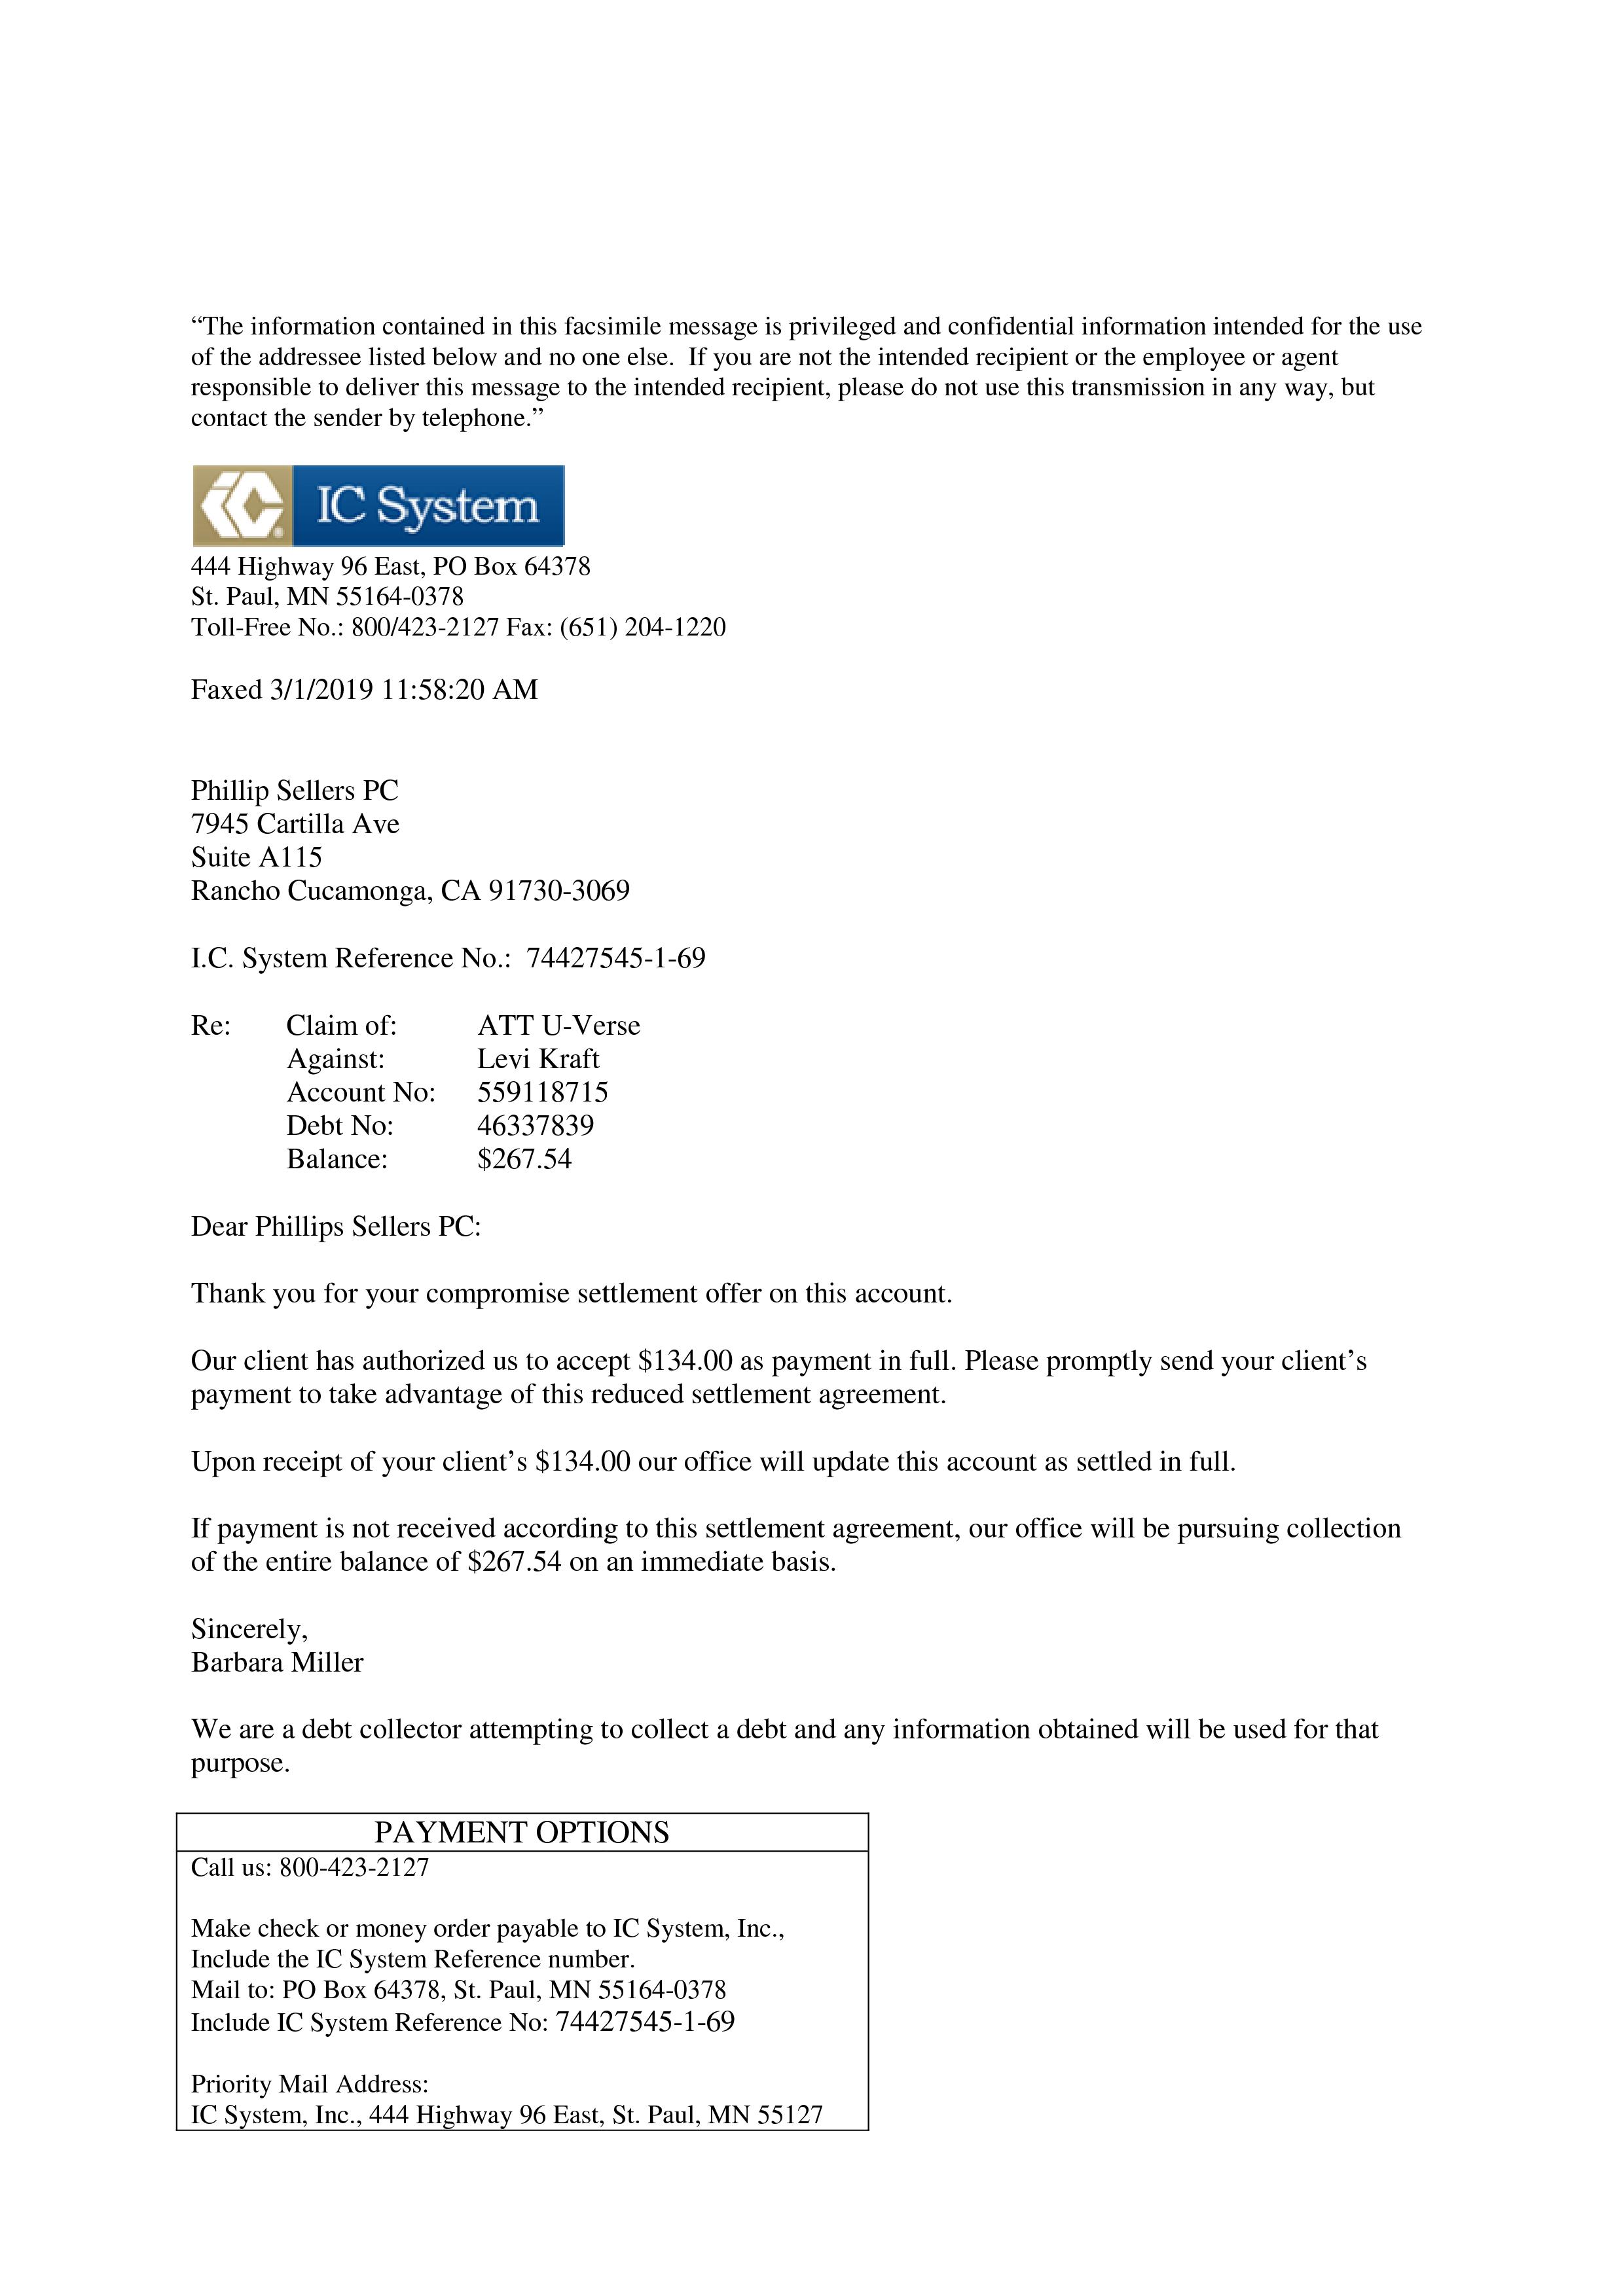 “The information contained in this facsimile message is privileged and confidential information intended for the use
of the addressee listed below and no one else.  If you are not the intended recipient or the employee or agent
responsible to deliver this message to the intended recipient, please do not use this transmission in any way, but
contact the sender by telephone.”
IC System
444 Highway 96 East, PO Box 64378
St. Paul, MN 55164-0378
Toll-Free No.: 800/423-2127 Fax: (651) 204-1220
Faxed 3/1/2019 11:58:20 AM
Phillip Sellers PC
7945 Cartilla Ave
Suite A115
Rancho Cucamonga, CA 91730-3069
I.C. System Reference No.:  74427545-1-69
Re: Claim of: ATT U-Verse
Against: Levi Kraft
Account No: 559118715
Debt No: 46337839
Balance: $267.54
Dear Phillips Sellers PC:
Thank you for your compromise settlement offer on this account.
Our client has authorized us to accept $134.00 as payment in full. Please promptly send your client’s
payment to take advantage of this reduced settlement agreement.
Upon receipt of your client’s $134.00 our office will update this account as settled in full.
If payment is not received according to this settlement agreement, our office will be pursuing collection
of the entire balance of $267.54 on an immediate basis.
Sincerely,
Barbara Miller
We are a debt collector attempting to collect a debt and any information obtained will be used for that
purpose.
PAYMENT OPTIONS
Call us: 800-423-2127
Make check or money order payable to IC System, Inc.,
Include the IC System Reference number.
Mail to: PO Box 64378, St. Paul, MN 55164-0378
Include IC System Reference No: 74427545-1-69
Priority Mail Address:
IC System, Inc., 444 Highway 96 East, St. Paul, MN 55127